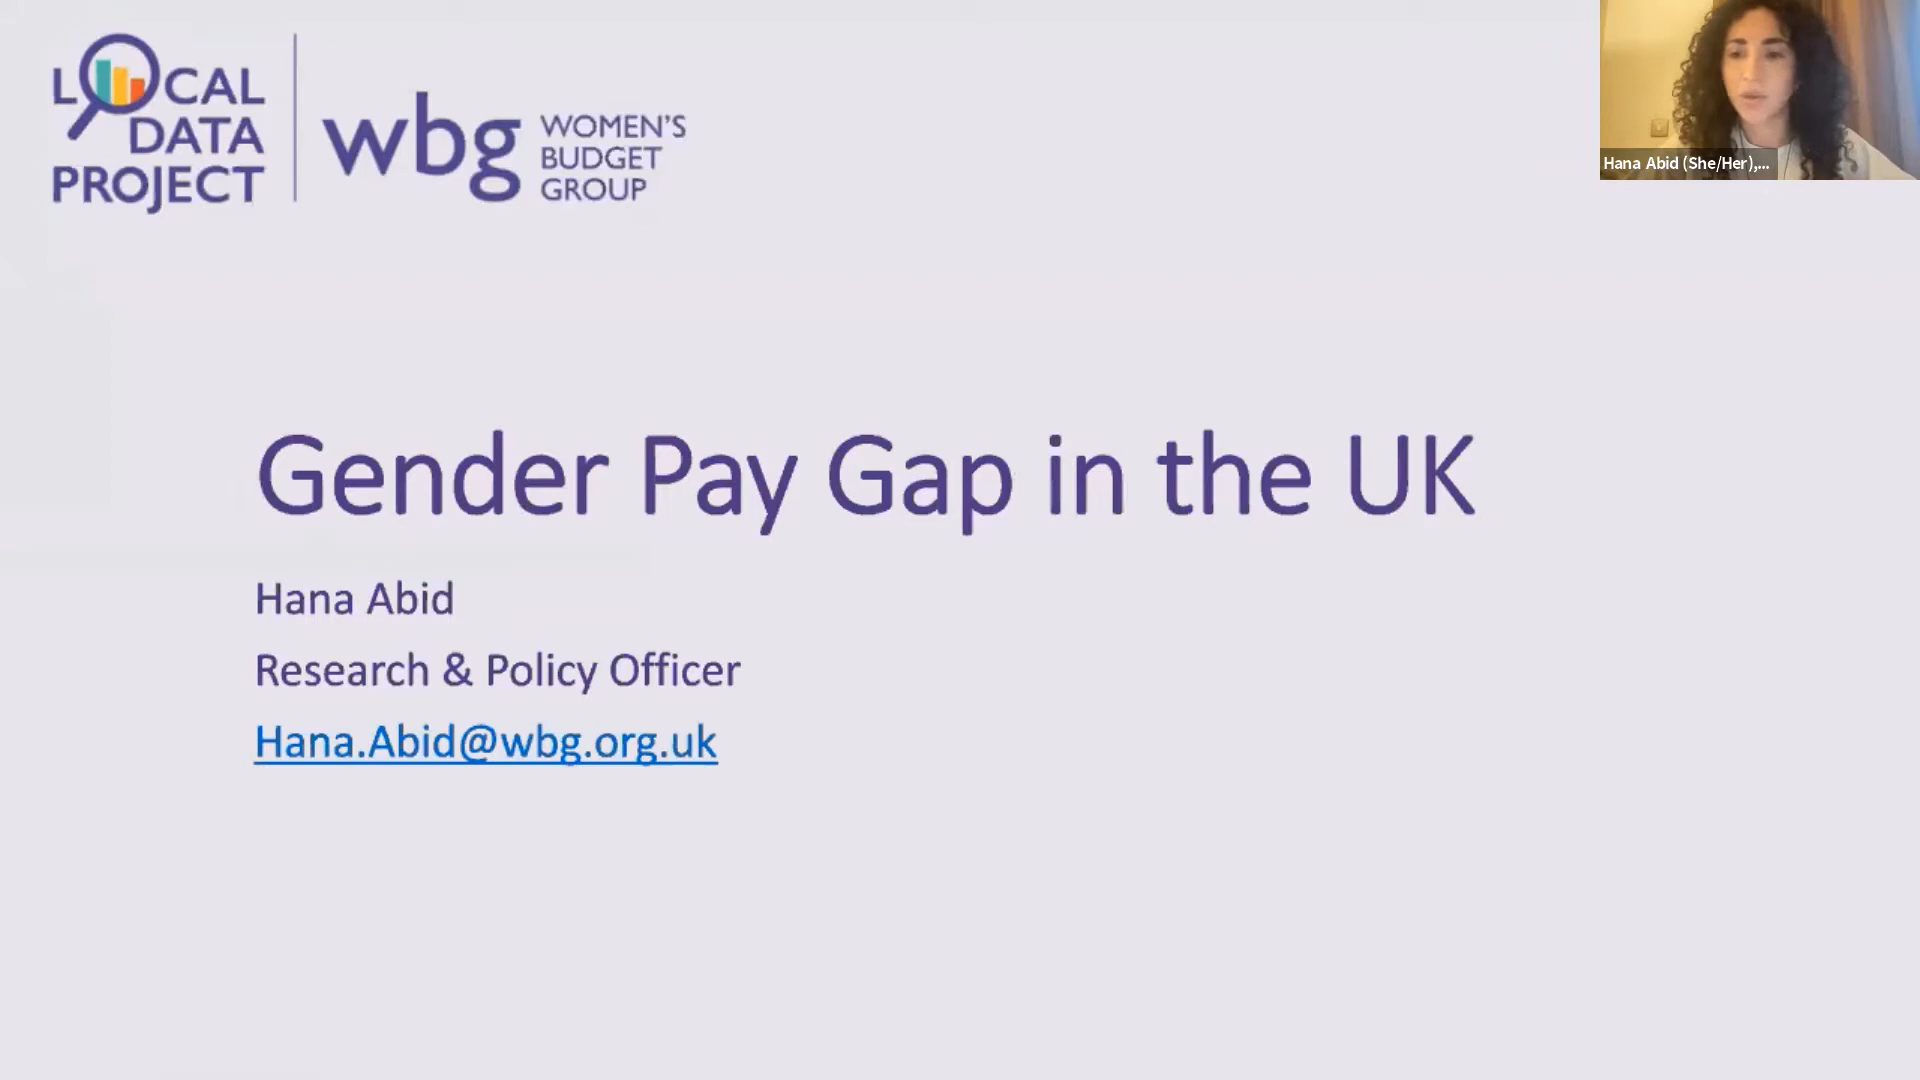 LOCAL
DATA
PROJECT
wbg
WOMEN'S
BUDGET
GROUP
Hana Abid (She/Her),...
Gender Pay Gap in the UK
Hana Abid
Research & Policy Officer
Hana.Abid@wbg.org.uk